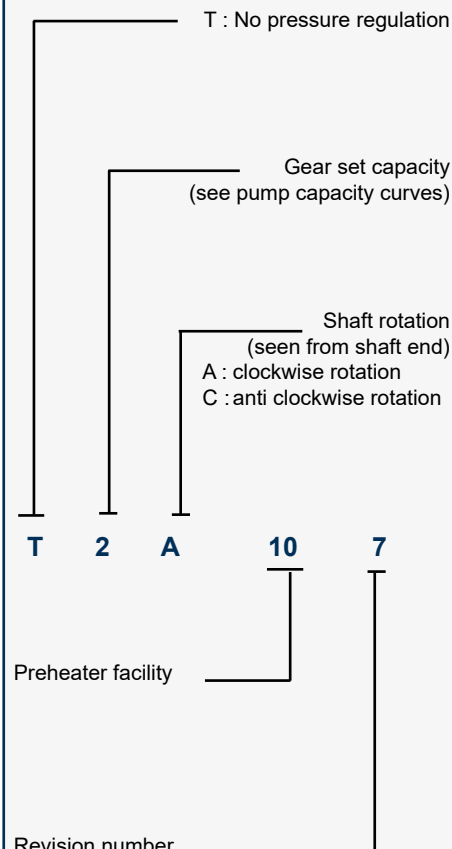 T : No pressure regulation
Gear set capacity
(see pump capacity curves)
Shaft rotation
(seen from shaft end)
A : clockwise rotation
C : anti clockwise rotation
T 2 A 10 7
Preheater facility
Revision number